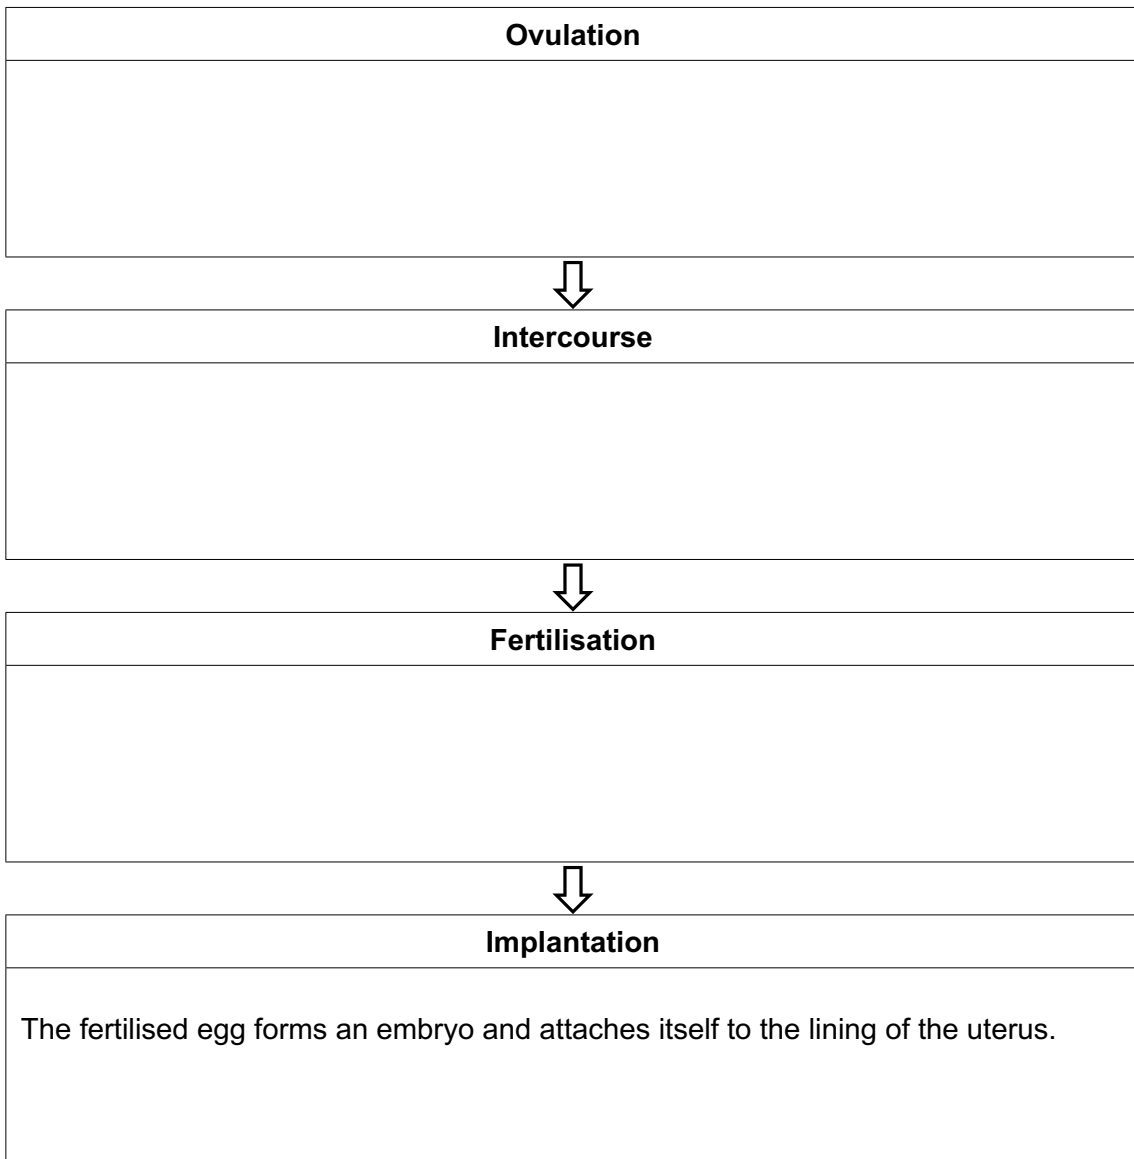 Ovulation
Intercourse
Fertilisation
Implantation
The fertilised egg forms an embryo and attaches itself to the lining of the uterus.